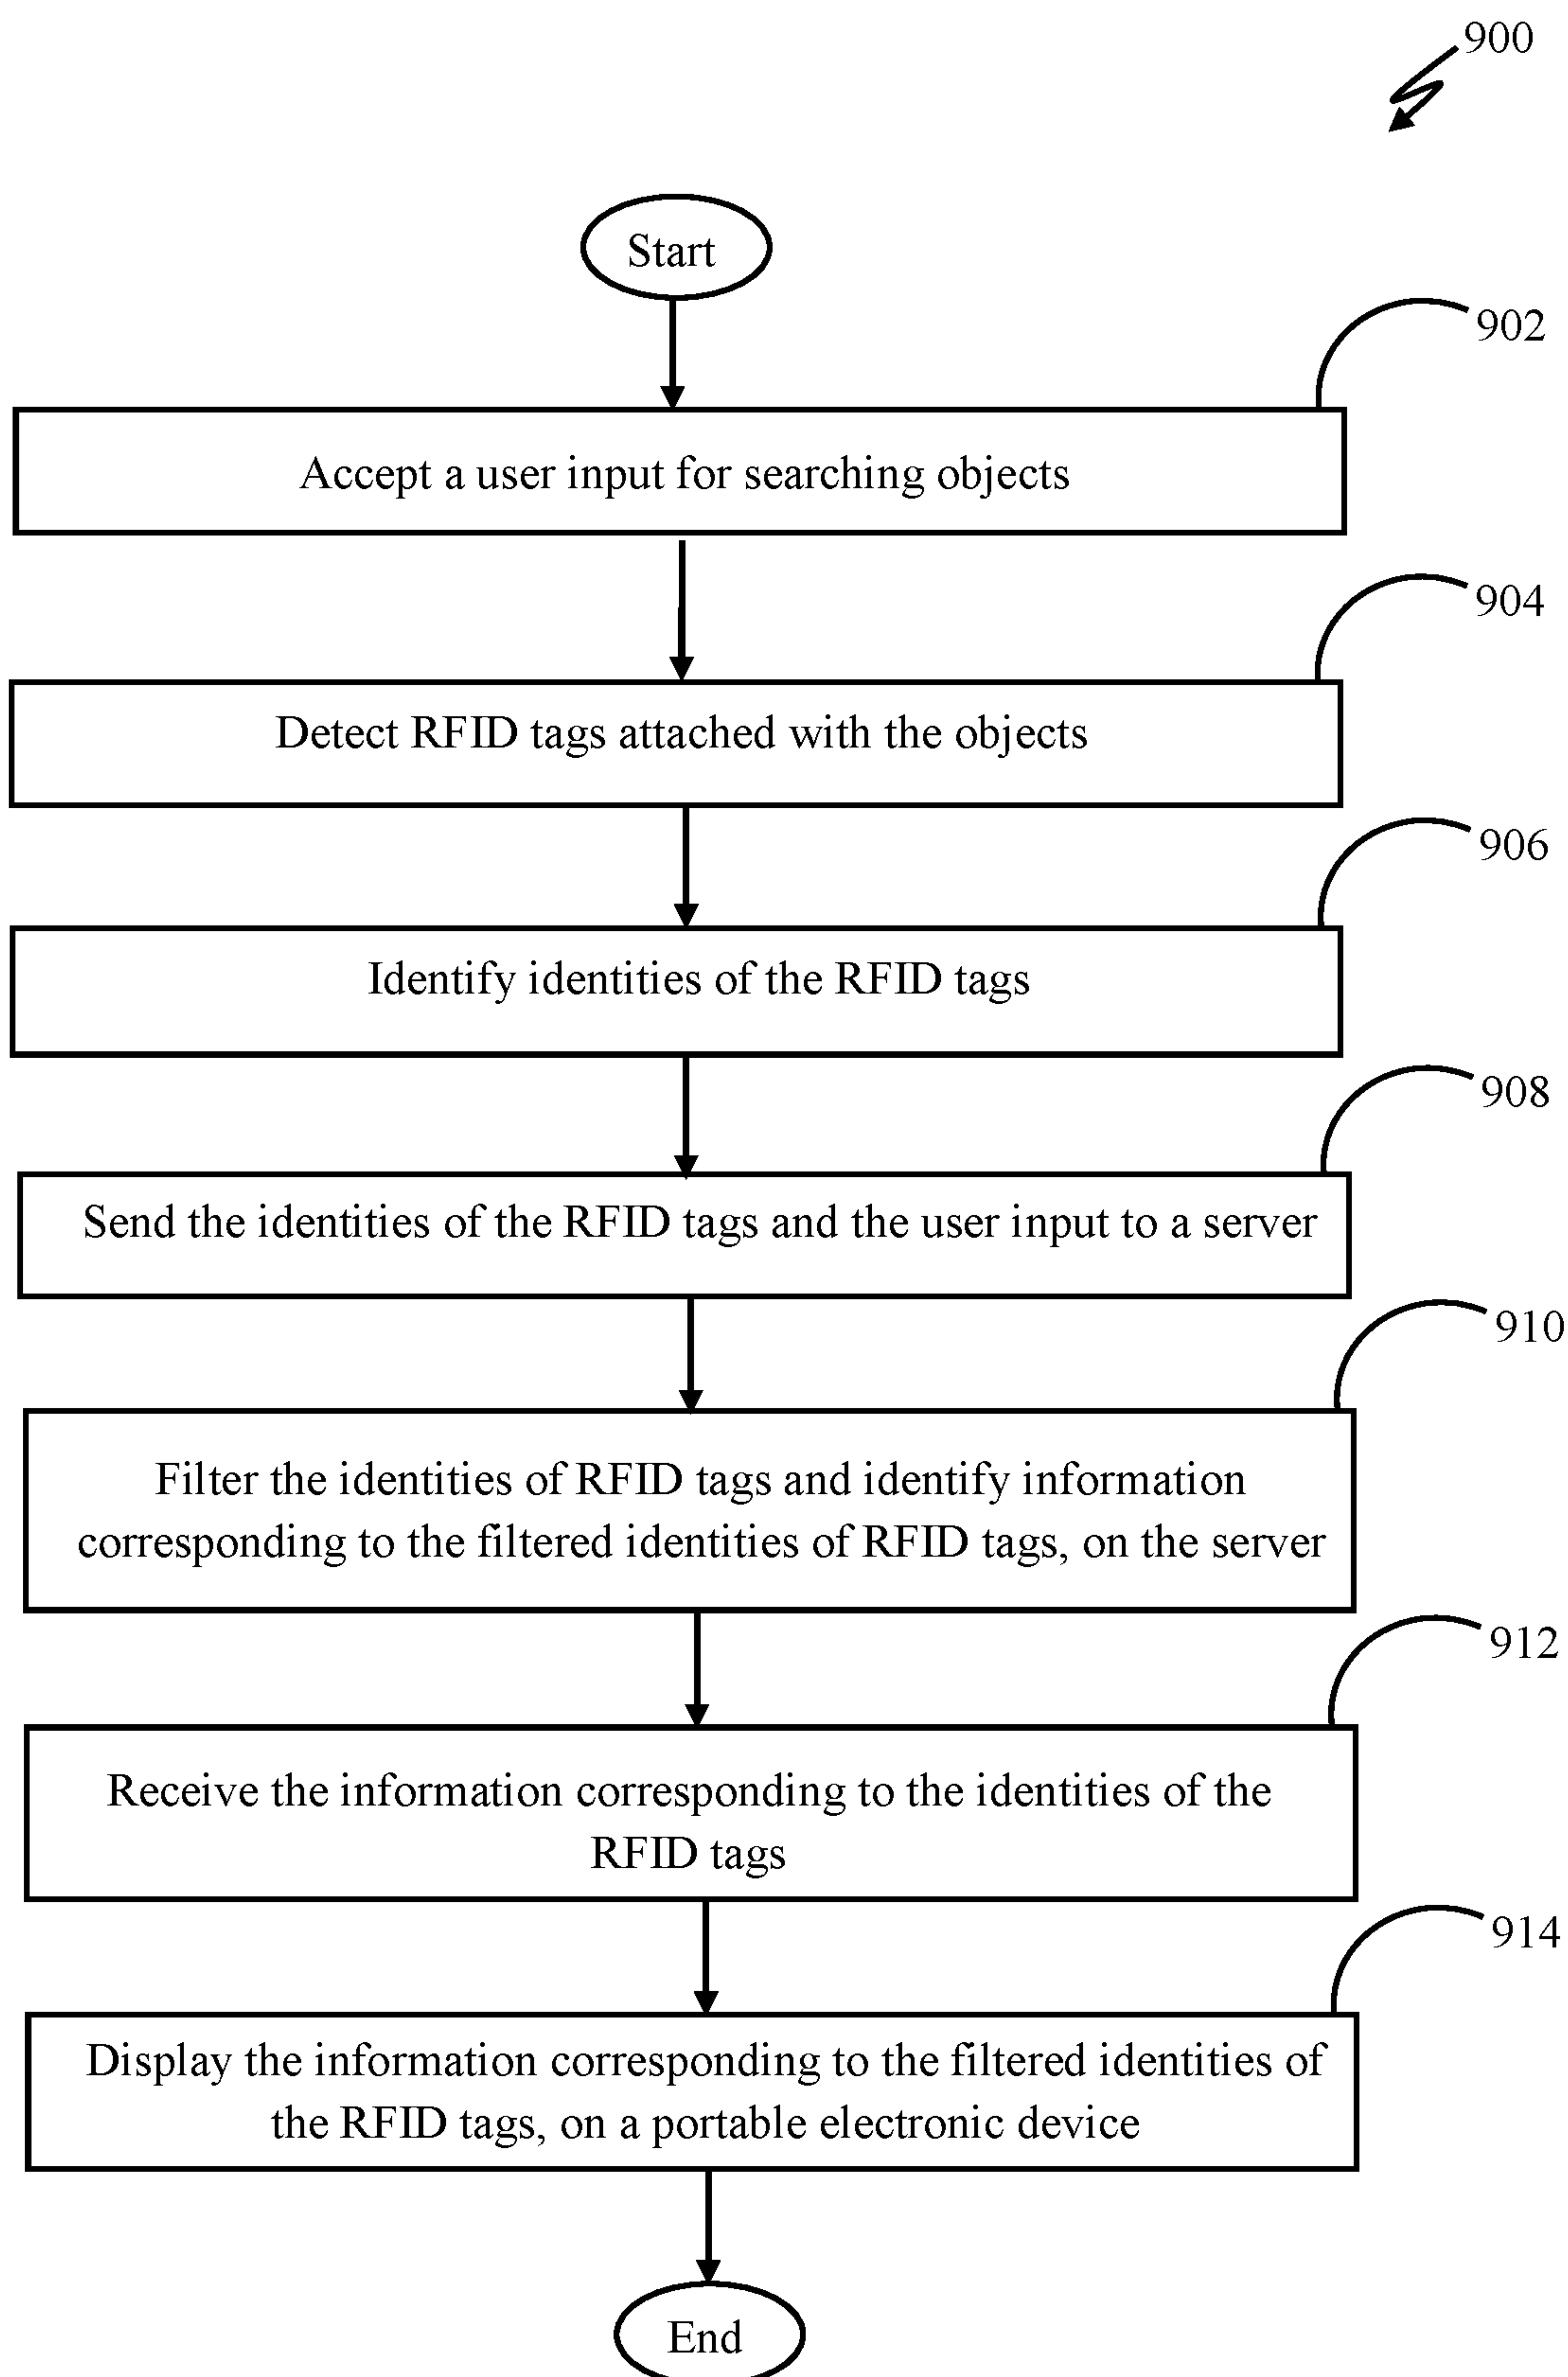 900
Start
902
Accept a user input for searching objects
904
Detect RFID tags attached with the objects
906
Identify identities of the RFID tags
908
Send the identities of the RFID tags and the user input to a server
910
Filter the identities of RFID tags and identify information
corresponding to the filtered identities of RFID tags, on the server
912
Receive the information corresponding to the identities of the
RFID tags
914
Display the information corresponding to the filtered identities of
the RFID tags, on a portable electronic device
End